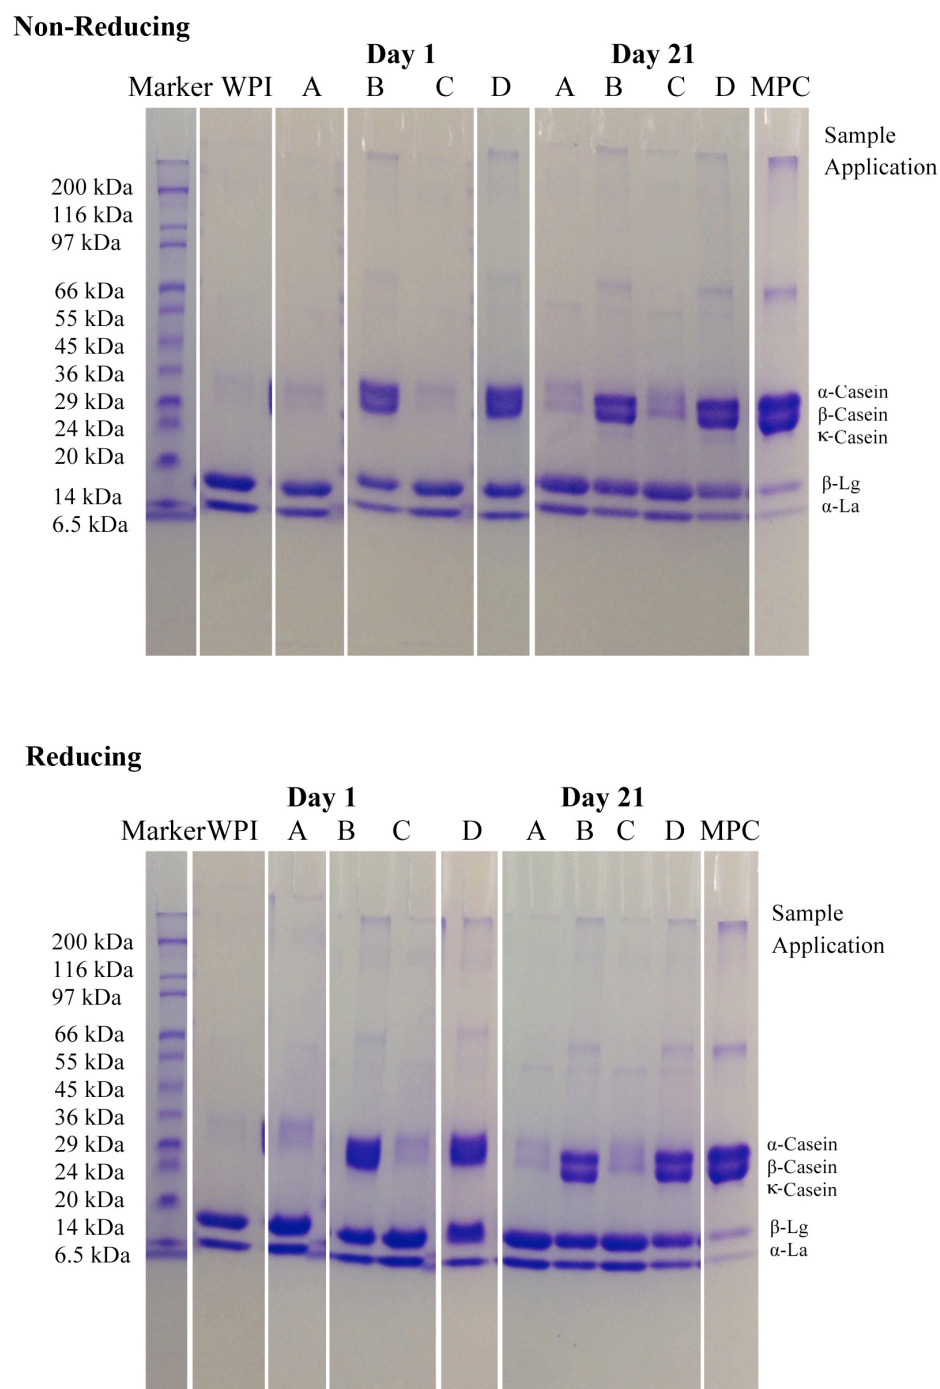 Non-Reducing
Day 1 Day 21
Marker WPI A B C D A B C D MPC
Sample
Application
200 kDa
116 kDa
97 kDa
66 kDa
55 kDa
45 kDa
36 kDa
29 kDa
24 kDa
20 kDa
14 kDa
6.5 kDa
α-Casein
β-Casein
κ-Casein
β-Lg
α-La
Reducing
Day 1 Day 21
Marker WPI A B C D A B C D MPC
Sample
Application
200 kDa
116 kDa
97 kDa
66 kDa
55 kDa
45 kDa
36 kDa
29 kDa
24 kDa
20 kDa
14 kDa
6.5 kDa
α-Casein
β-Casein
κ-Casein
β-Lg
α-La